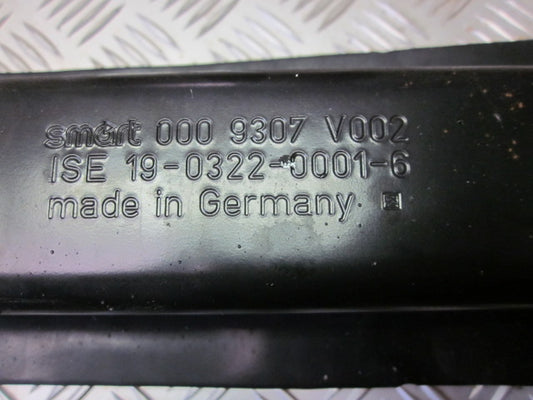 smart 000 9307 V002
ISE 19-0322-0001-6
made in Germany